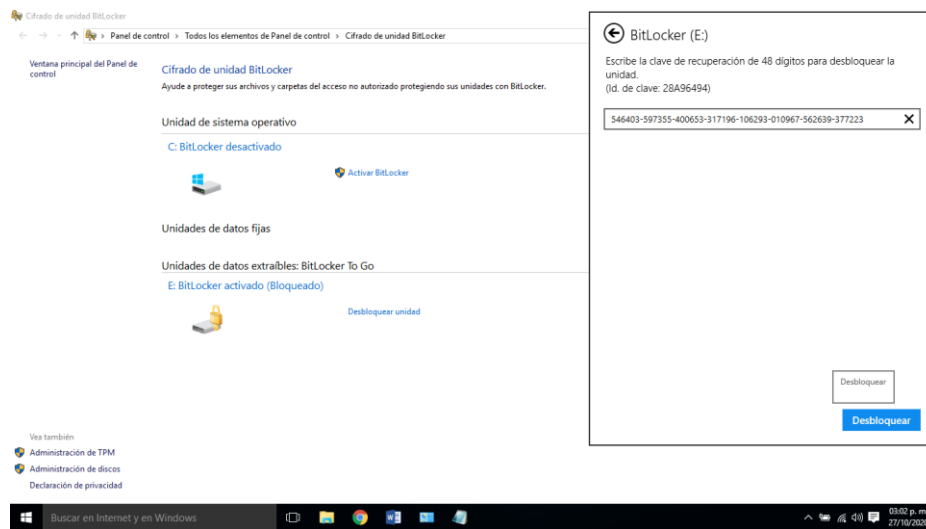 Cifrado de unidad BitLocker
Panel de control > Todos los elementos de Panel de control > Cifrado de unidad BitLocker
Ventana principal del Panel de
control
Cifrado de unidad BitLocker
Ayude a proteger sus archivos y carpetas del acceso no autorizado protegiendo sus unidades con BitLocker.
Unidad de sistema operativo
C: BitLocker desactivado
Activar BitLocker
Unidades de datos fijas
Unidades de datos extraíbles: BitLocker To Go
E: BitLocker activado (Bloqueado)
Desbloquear unidad
Vea también
Administración de TPM
Administración de discos
Declaración de privacidad
BitLocker (E:)
Escribe la clave de recuperación de 48 dígitos para desbloquear la
unidad.
(Id. de clave: 28A96494)
546403-597355-400653-317196-106293-010967-562639-377223
Desbloquear
Desbloquear
Buscar en Internet y en Windows
03:02 p. m
27/10/2020